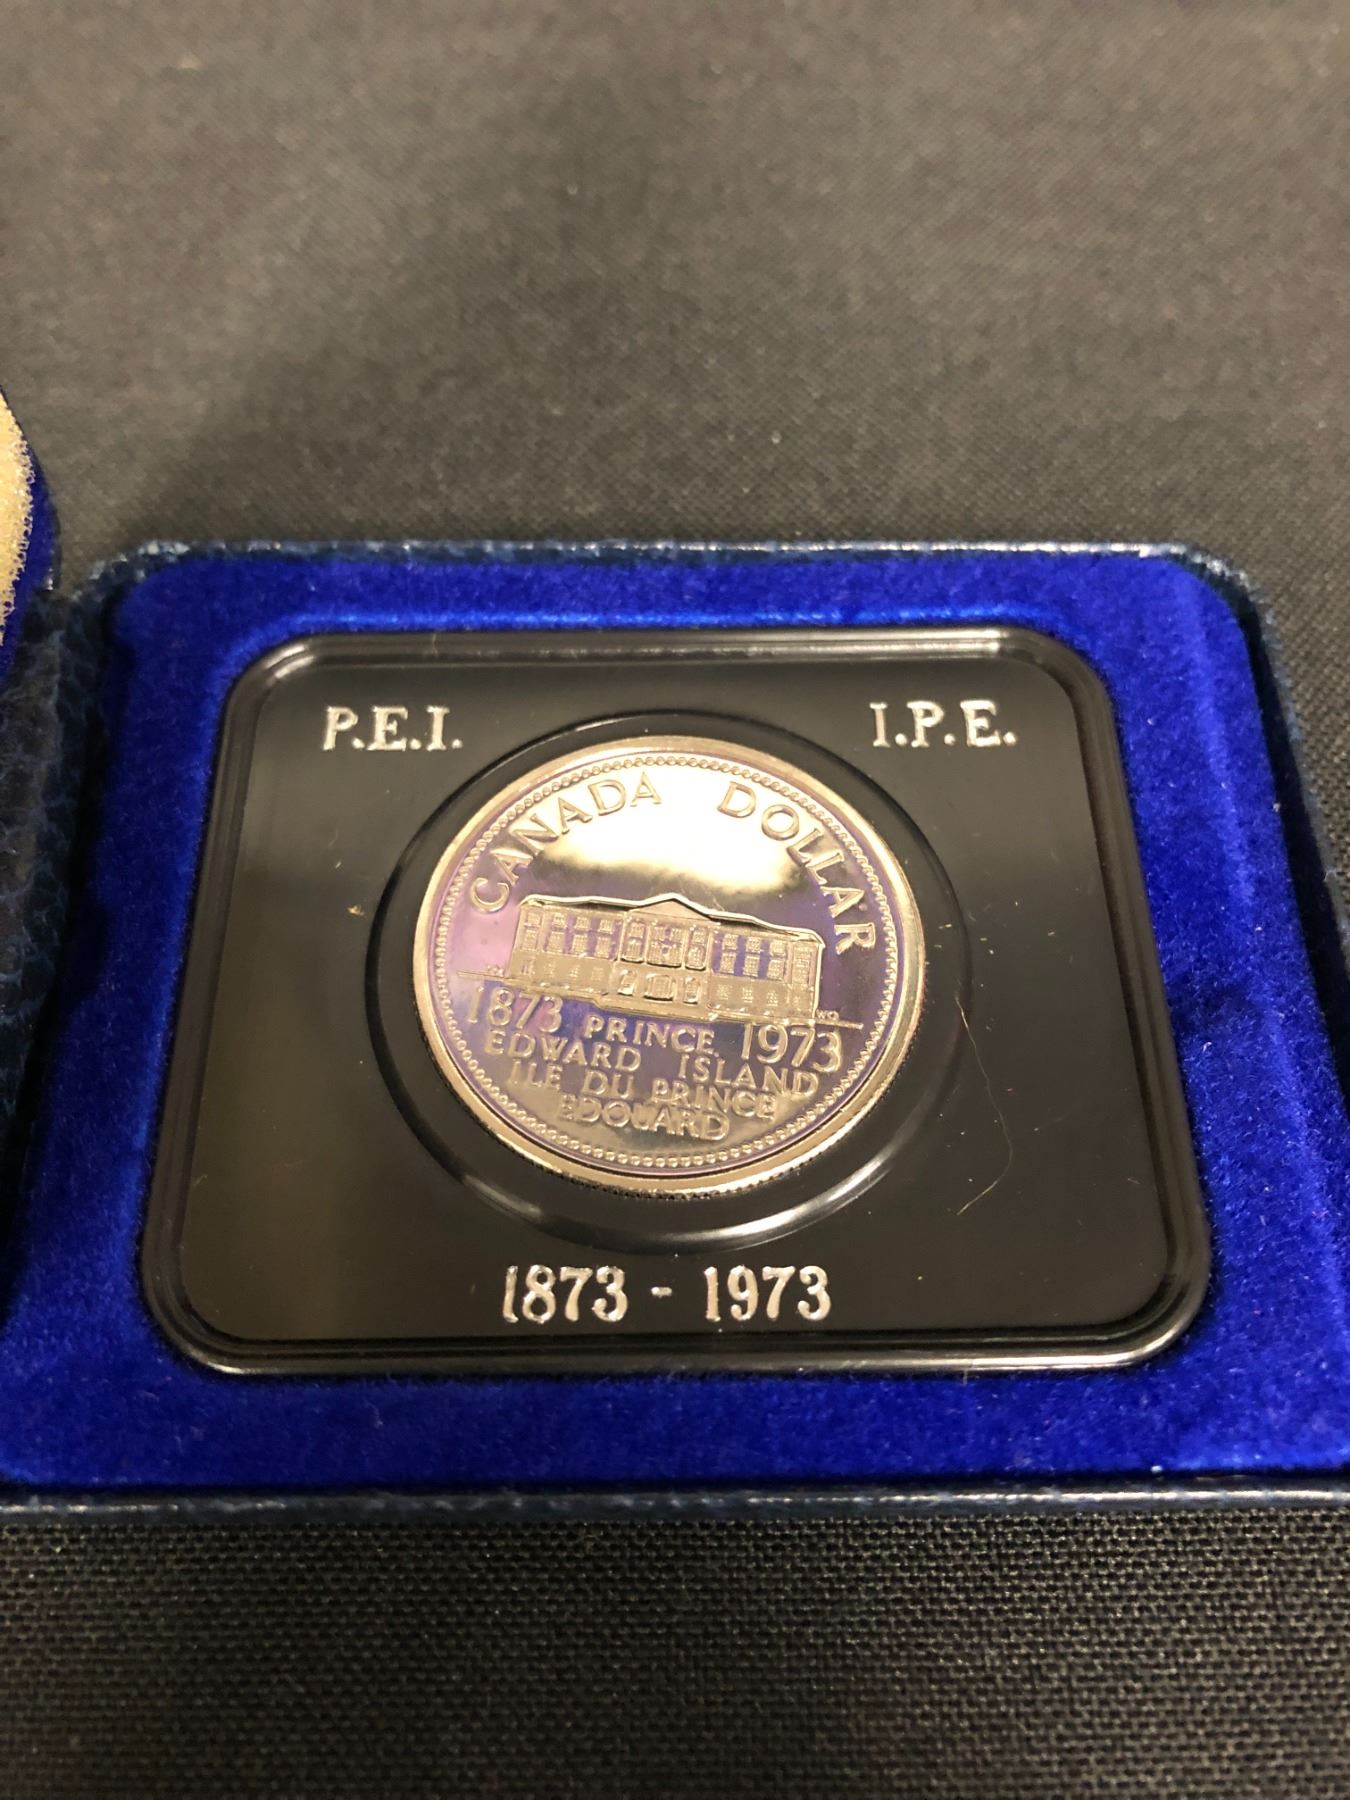 P.E.I. I.P.E.
CANADA DOLLAR
1873 PRINCE 1973
EDWARD ISLAND
ILE DU PRINCE
EDOUARD
1873 - 1973